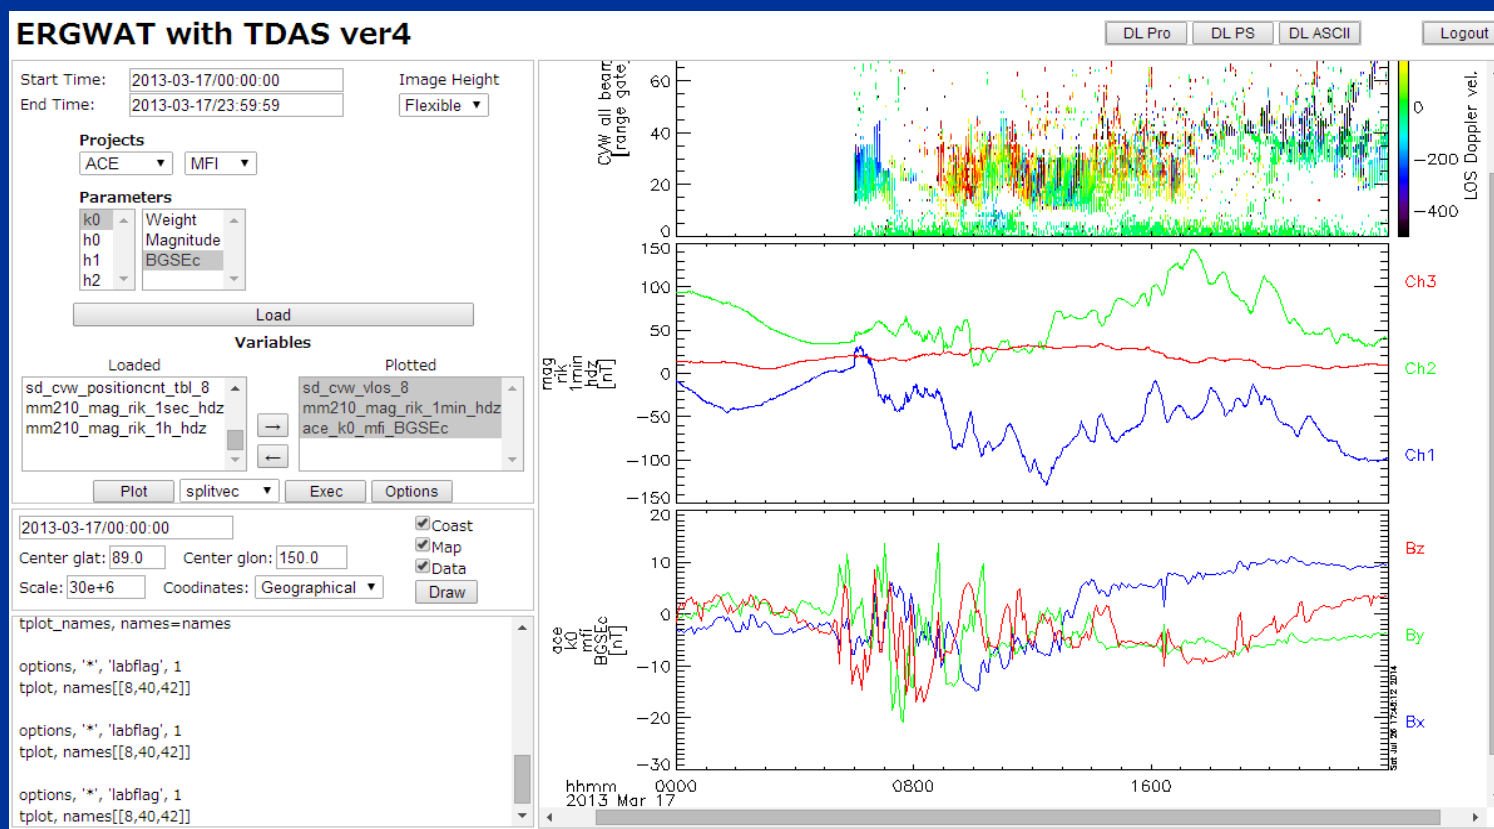 ERGWAT with TDAS ver4
DL Pro
DL PS
DL ASCII
Logout
Start Time:
2013-03-17/00:00:00
End Time:
2013-03-17/23:59:59
Image Height
Flexible
Projects
ACE
MFI
Parameters
k0
h0
h1
h2
Weight
Magnitude
BGSEc
Load
Variables
Loaded
Plotted
sd_cvw_positioncnt_tbl_8
mm210_mag_rik_1sec_hdz
mm210_mag_rik_1h_hdz
→
←
sd_cvw_vlos_8
mm210_mag_rik_1min_hdz
ace_k0_mfi_BGSEc
Plot
splitvec
Exec
Options
2013-03-17/00:00:00
Center glat: 89.0
Center glon: 150.0
Scale: 30e+6
Coodinates: Geographical
Coast
Map
Data
Draw
tplot_names, names=names
options, '*', 'labflag', 1
tplot, names[[8,40,42]]
options, '*', 'labflag', 1
tplot, names[[8,40,42]]
options, '*', 'labflag', 1
tplot, names[[8,40,42]]
cvw all beam
[range gate]
60
40
20
0
0
−200
−400
LOS Doppler vel.
mag
rik
1min
hdz
[nT]
150
100
50
0
−50
−100
−150
Ch3
Ch2
Ch1
ace
k0
mfi
BGSEc
[nT]
20
10
0
−10
−20
−30
Bz
By
Bx
hhmm
2013 Mar 17
0000
0800
1600
Sat Jul 26 17:45:12 2014